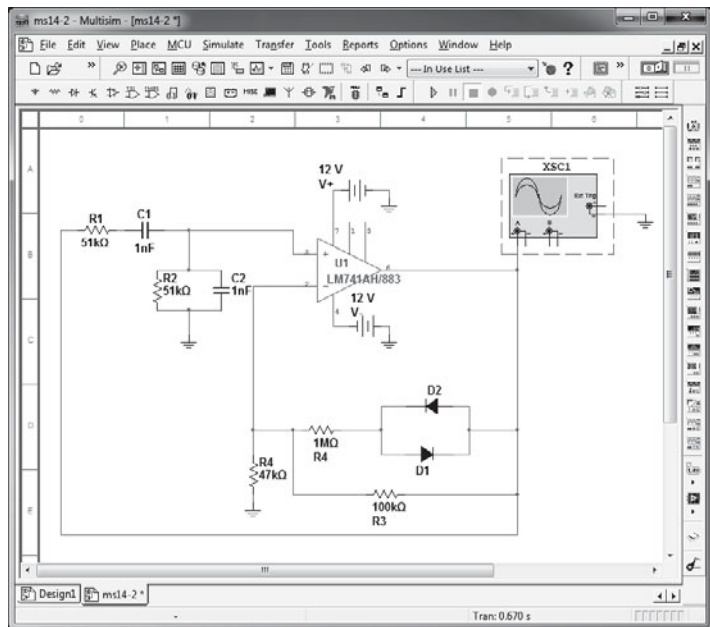 ms14-2 - Multisim - [ms14-2 *]
File Edit View Place MCU Simulate Transfer Tools Reports Options Window Help
--- In Use List ---
0 1 2 3 4 5 6
A
B
C
D
E
XSC1
Ext Trig
A B
12 V
V+
7 1 5
R1
51kΩ
C1
1nF
3
U1
6
LM741AH/883
2
4
R2
51kΩ
C2
1nF
12 V
V-
D2
1MΩ
R4
D1
R4
47kΩ
100kΩ
R3
Design1 ms14-2 *
-
Tran: 0.670 s